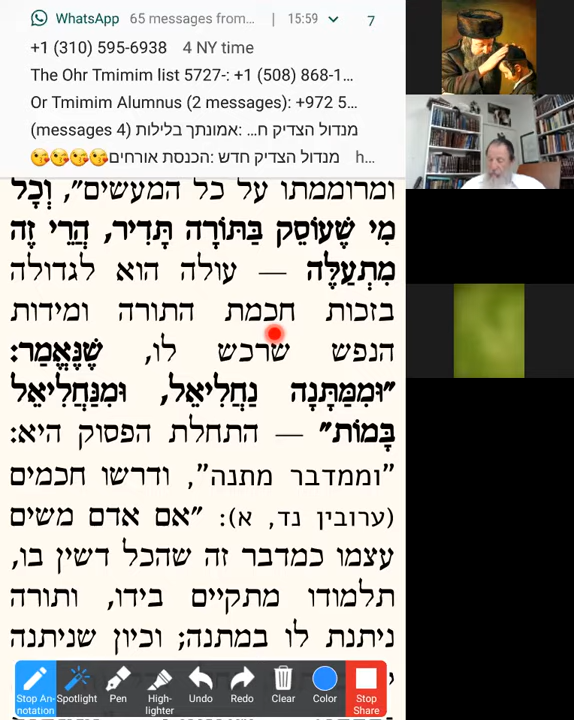 WhatsApp 65 messages from... | 15:59 7
+1 (310) 595-6938 4 NY time
The Ohr Tmimim list 5727-: +1 (508) 868-1...
Or Tmimim Alumnus (2 messages): +972 5...
מגדול הצדיק ח... :אמונתך בלילות (4 messages)
h... מגדול הצדיק חדש :הכנסת אורחים😘😘😘😘
ומרוממתו על כל המעשים", וְכָל
מִי שֶׁעוֹסֵק בַּתּוֹרָה תָּדִיר, הֲרֵי זֶה
מִתְעַלֶּה — עולה הוא לגדולה
בזכות חכמת התורה ומידות
הנפש שרכש לו, שֶׁנֶּאֱמַר:
"וּמִמַּתָּנָה נַחֲלִיאֵל, וּמִנַּחֲלִיאֵל
בָּמוֹת" — התחלת הפסוק היא:
"וממדבר מתנה", ודרשו חכמים
(ערובין נד, א): "אם אדם משים
עצמו כמדבר זה שהכל דשין בו,
תלמודו מתקיים בידו, ותורה
ניתנת לו במתנה; וכיון שניתנה
Stop An-
notation
Spotlight
Pen
High-
lighter
Undo
Redo
Clear
Color
Stop
Share